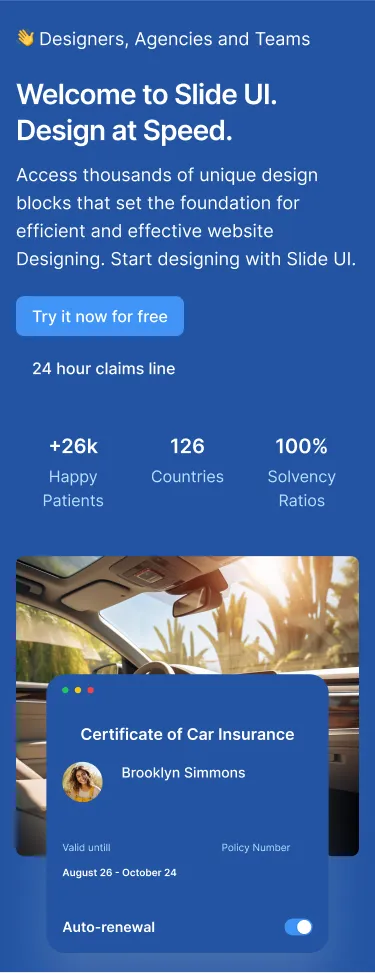 👋 Designers, Agencies and Teams
Welcome to Slide UI.
Design at Speed.
Access thousands of unique design
blocks that set the foundation for
efficient and effective website
Designing. Start designing with Slide UI.
Try it now for free
24 hour claims line
+26k
Happy
Patients
126
Countries
100%
Solvency
Ratios
Certificate of Car Insurance
Brooklyn Simmons
Valid untill
Policy Number
August 26 - October 24
Auto-renewal